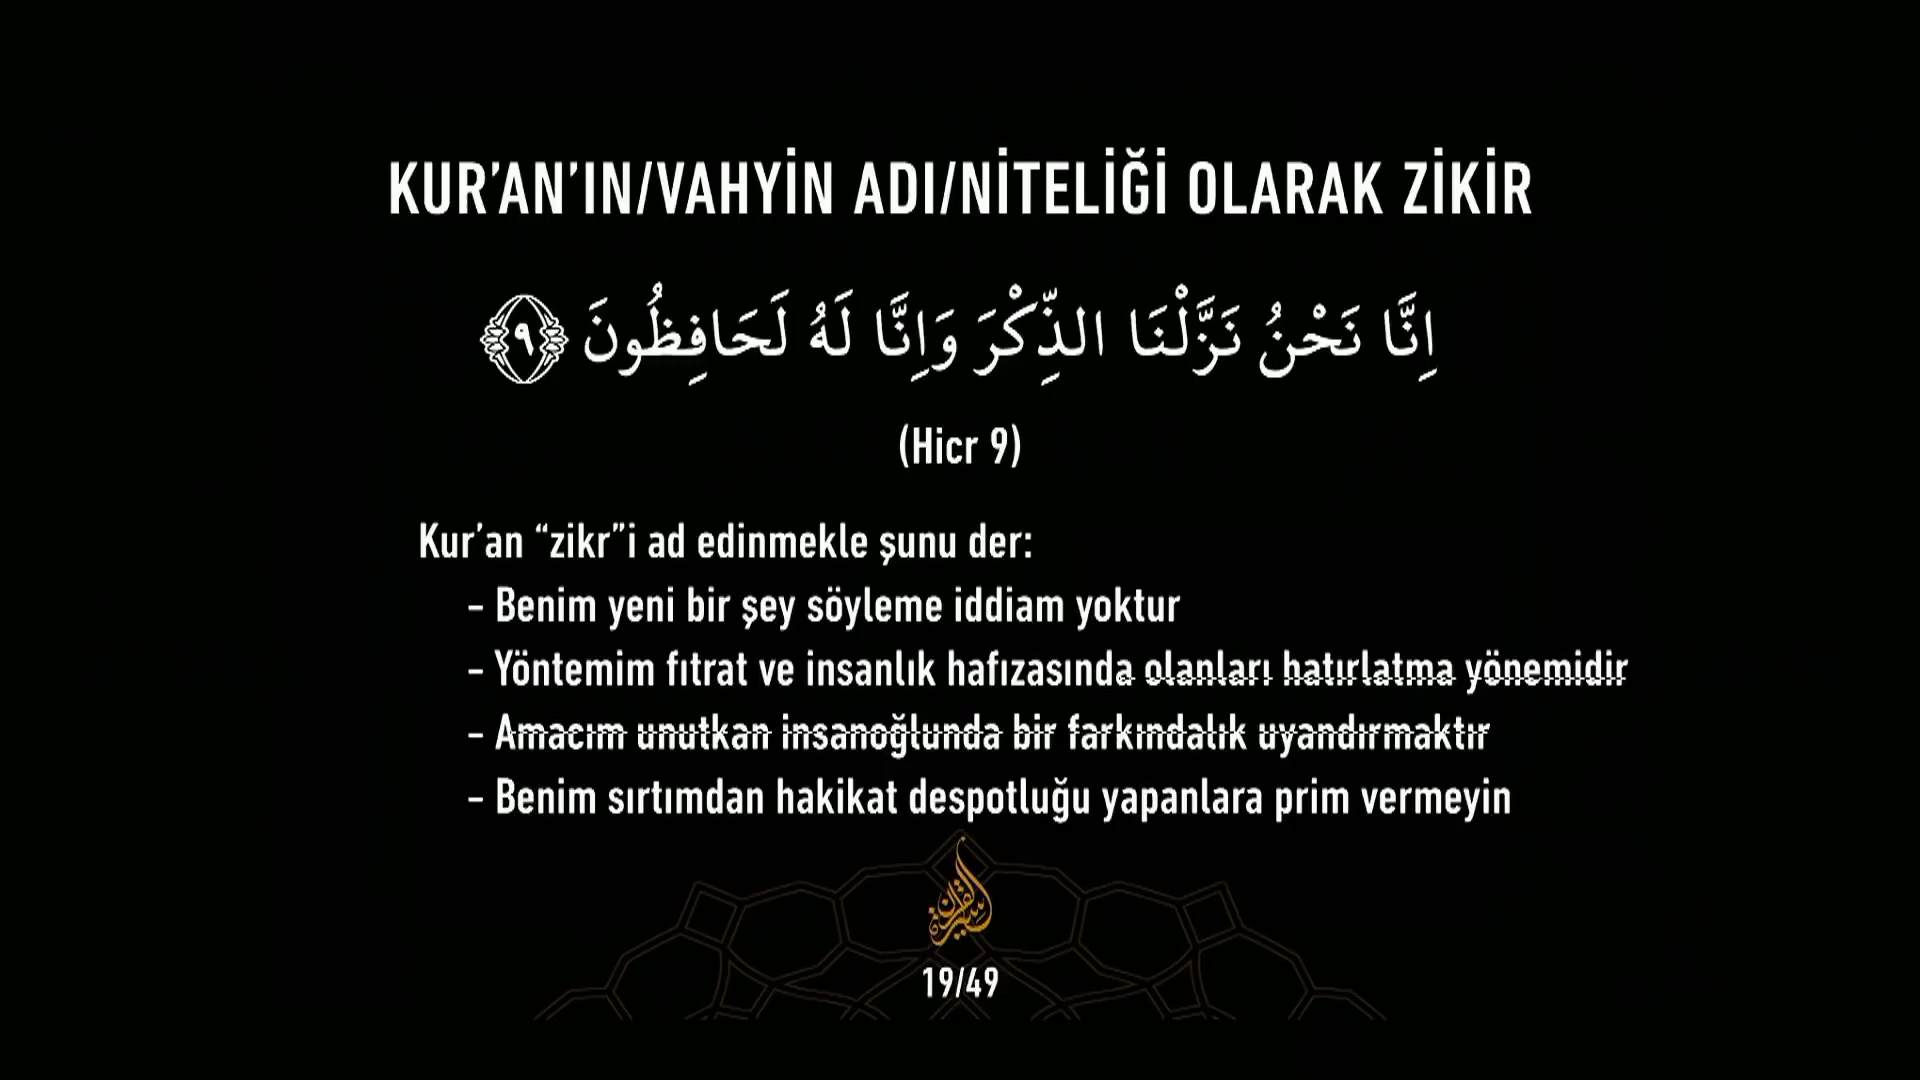 KUR’AN’IN/VAHYİN ADI/NİTELİĞİ OLARAK ZİKİR
اِنَّا نَحْنُ نَزَّلْنَا الذِّكْرَ وَاِنَّا لَهُ لَحَافِظُونَ ﴿٩﴾
(Hicr 9)
Kur’an “zikr”i ad edinmekle şunu der:
– Benim yeni bir şey söyleme iddiam yoktur
– Yöntemim fıtrat ve insanlık hafızasında olanları hatırlatma yönemidir
– Amacım unutkan insanoğlunda bir farkındalık uyandırmaktır
– Benim sırtımdan hakikat despotluğu yapanlara prim vermeyin
19/49